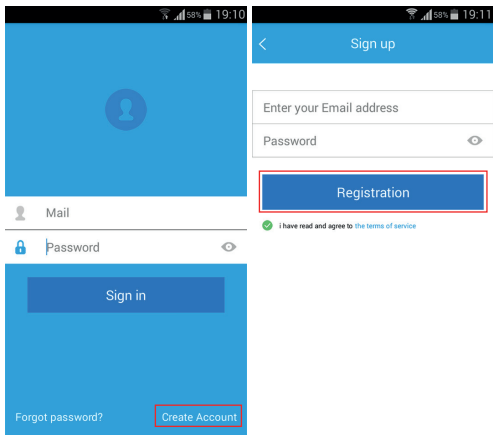 58% 19:10
Mail
Password
Sign in
Forgot password?
Create Account
58% 19:11
Sign up
Enter your Email address
Password
Registration
i have read and agree to the terms of service